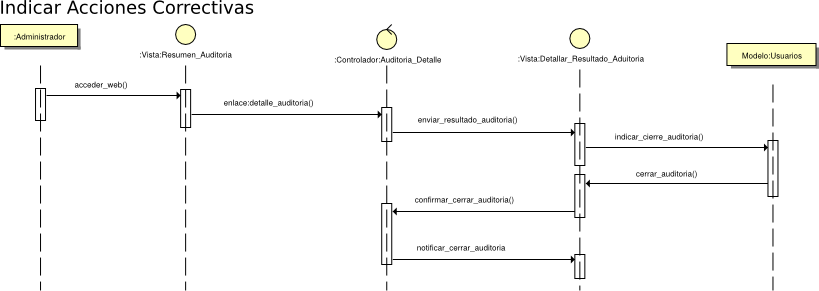 Indicar Acciones Correctivas
:Administrador
:Vista:Resumen_Auditoria
:Controlador:Auditoria_Detalle
:Vista:Detallar_Resultado_Aduitoria
Modelo:Usuarios
acceder_web()
enlace:detalle_auditoria()
enviar_resultado_auditoria()
indicar_cierre_auditoria()
cerrar_auditoria()
confirmar_cerrar_auditoria()
notificar_cerrar_auditoria